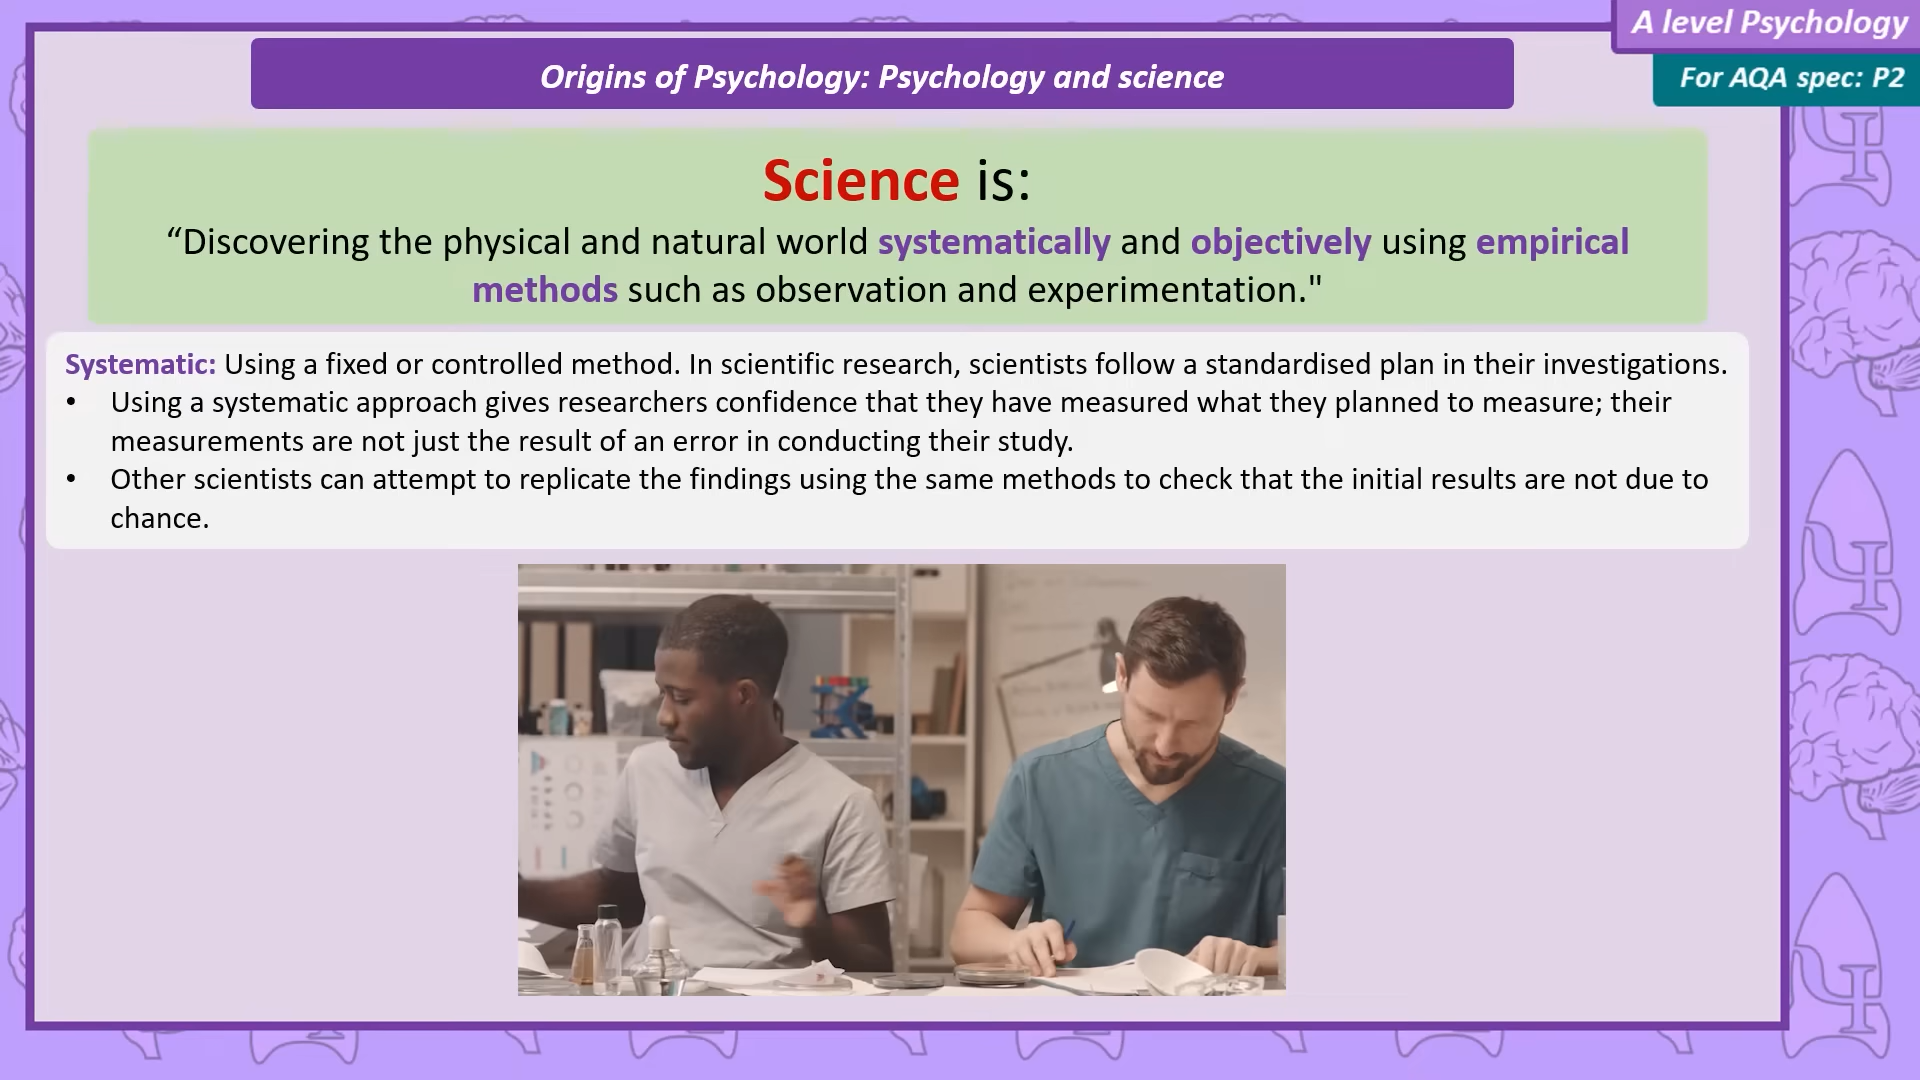 A level Psychology
For AQA spec: P2
Origins of Psychology: Psychology and science
Science is:
“Discovering the physical and natural world systematically and objectively using empirical
methods such as observation and experimentation."
Systematic: Using a fixed or controlled method. In scientific research, scientists follow a standardised plan in their investigations.
• Using a systematic approach gives researchers confidence that they have measured what they planned to measure; their
measurements are not just the result of an error in conducting their study.
• Other scientists can attempt to replicate the findings using the same methods to check that the initial results are not due to
chance.